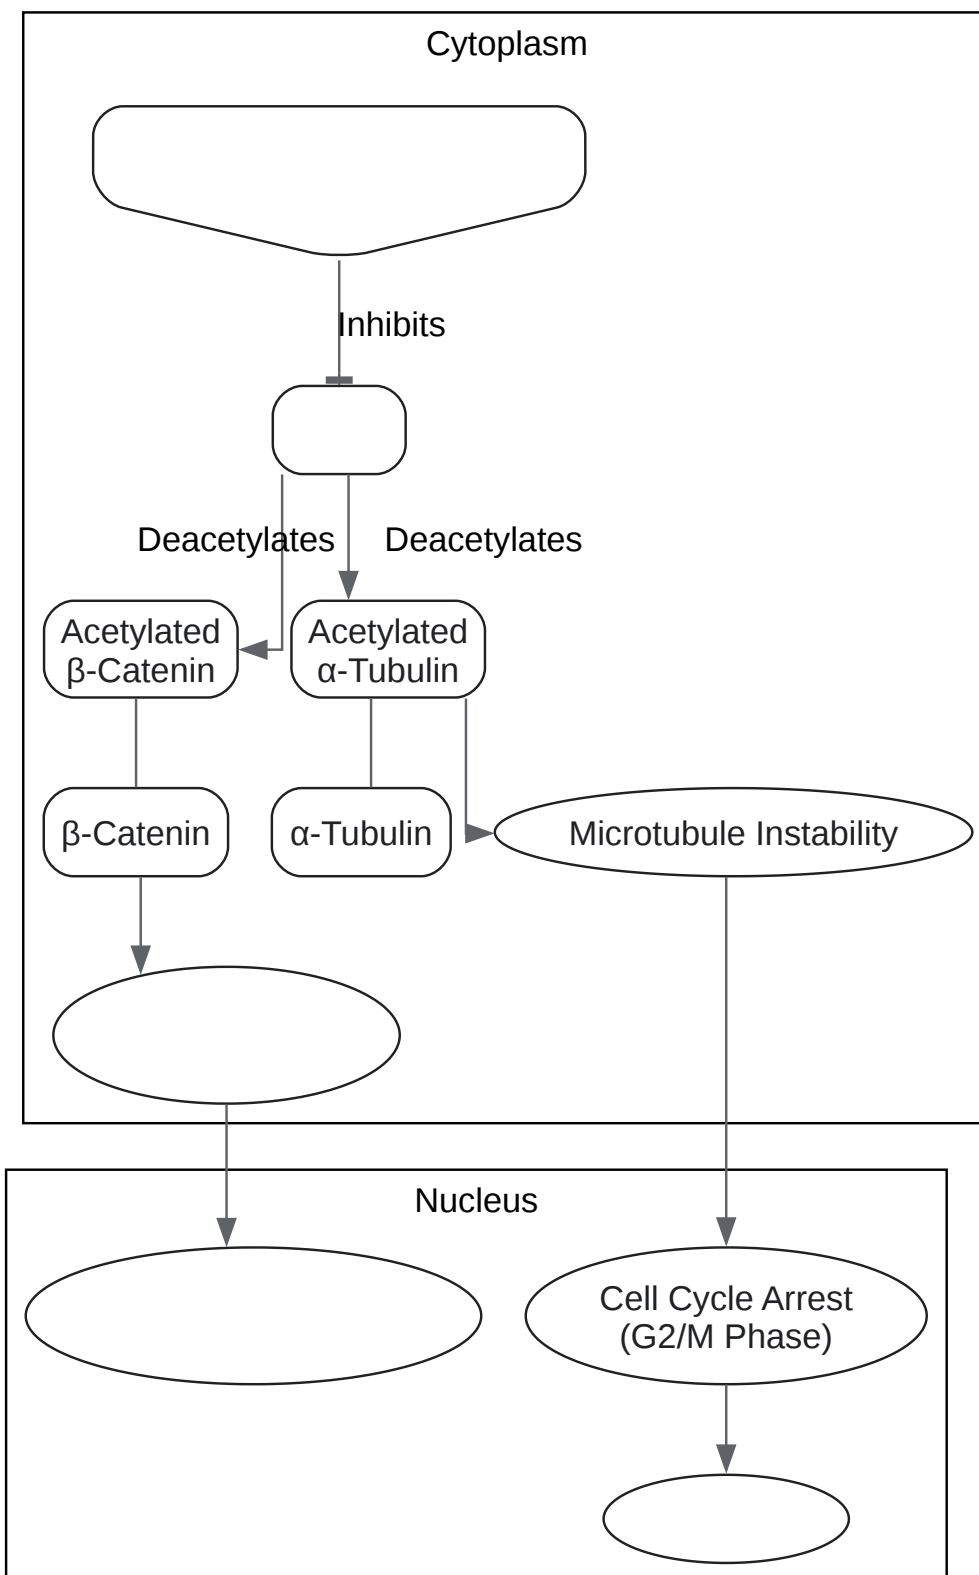 Cytoplasm
Inhibits
Deacetylates
Deacetylates
Acetylated
β-Catenin
Acetylated
α-Tubulin
β-Catenin
α-Tubulin
Microtubule Instability
Nucleus
Cell Cycle Arrest
(G2/M Phase)